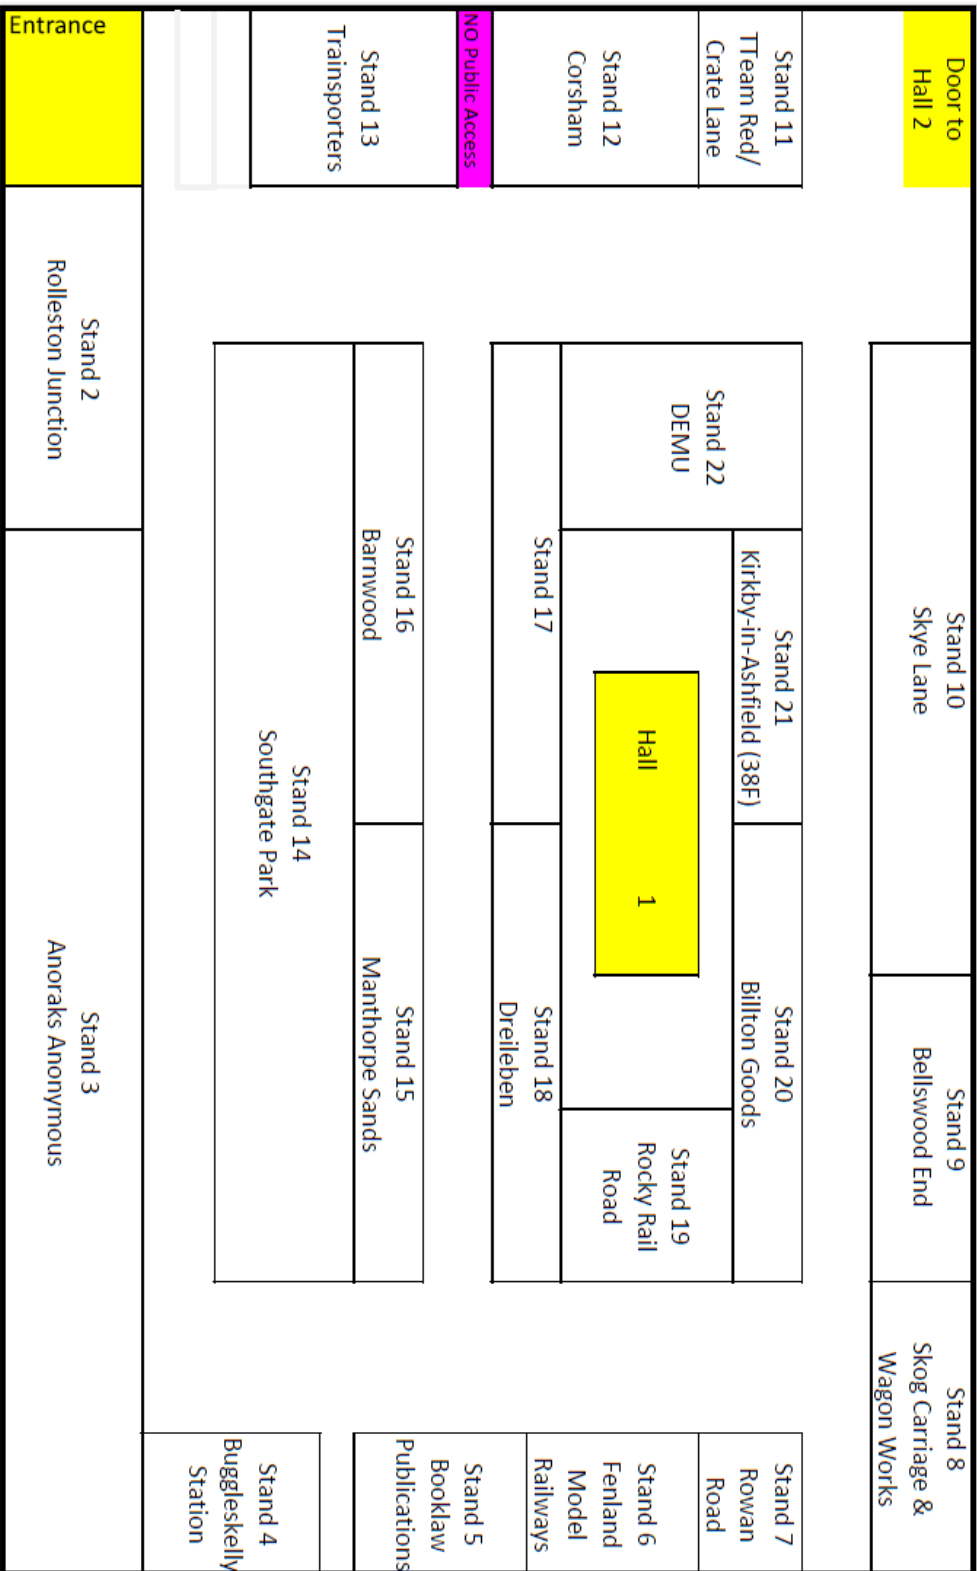 Entrance
Stand 13
Trainsporters
NO Public Access
Stand 12
Corsham
Stand 11
TTeam Red/
Crate Lane
Door to
Hall 2
Stand 2
Rolleston Junction
Stand 3
Anoraks Anonymous
Stand 14
Southgate Park
Stand 16
Barnwood
Stand 15
Manthorpe Sands
Stand 17
Stand 18
Dreileben
Stand 22
DEMU
Stand 21
Kirkby-in-Ashfield (38F)
Hall 1
Stand 20
Billton Goods
Stand 19
Rocky Rail
Road
Stand 10
Skye Lane
Stand 9
Bellswood End
Stand 8
Skog Carriage &
Wagon Works
Stand 7
Rowan
Road
Stand 6
Fenland
Model
Railways
Stand 5
Booklaw
Publications
Stand 4
Buggleskelly
Station